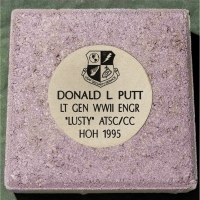 DONALD L PUTT
LT GEN WWII ENGR
"LUSTY" ATSC/CC
HOH 1995